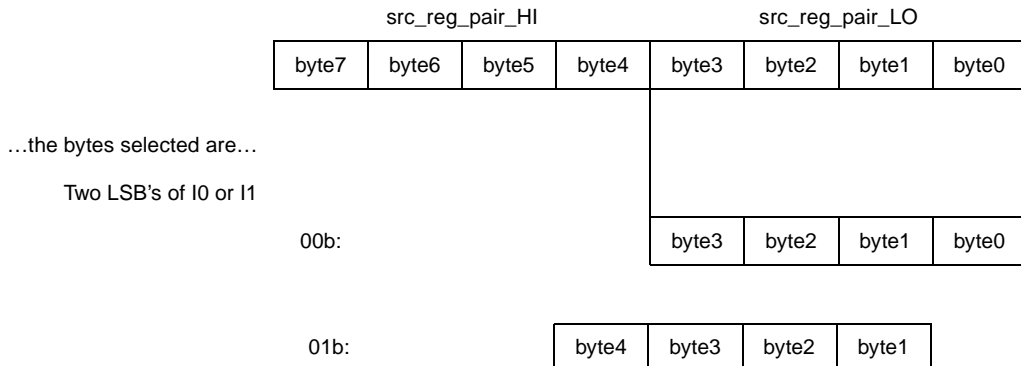 src_reg_pair_HI src_reg_pair_LO
byte7 byte6 byte5 byte4 byte3 byte2 byte1 byte0
…the bytes selected are…
Two LSB’s of I0 or I1
00b: byte3 byte2 byte1 byte0
01b: byte4 byte3 byte2 byte1